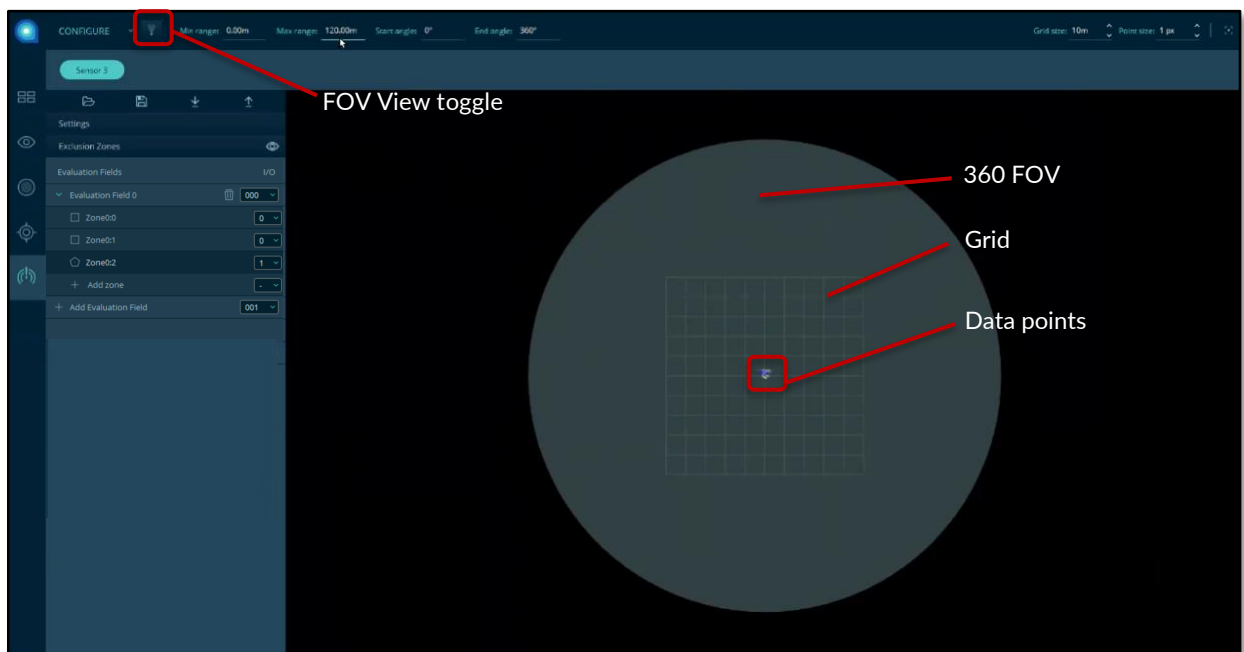 CONFIGURE Min range: 0.00m Max range: 120.00m Start angle: 0° End angle: 360° Grid size: 10m Point size: 1 px
Sensor 3
FOV View toggle
Settings
Exclusion Zones
Evaluation Fields I/O
Evaluation Field 0 000
Zone0:0 0
Zone0:1 0
Zone0:2 1
+ Add zone -
+ Add Evaluation Field 001
360 FOV
Grid
Data points